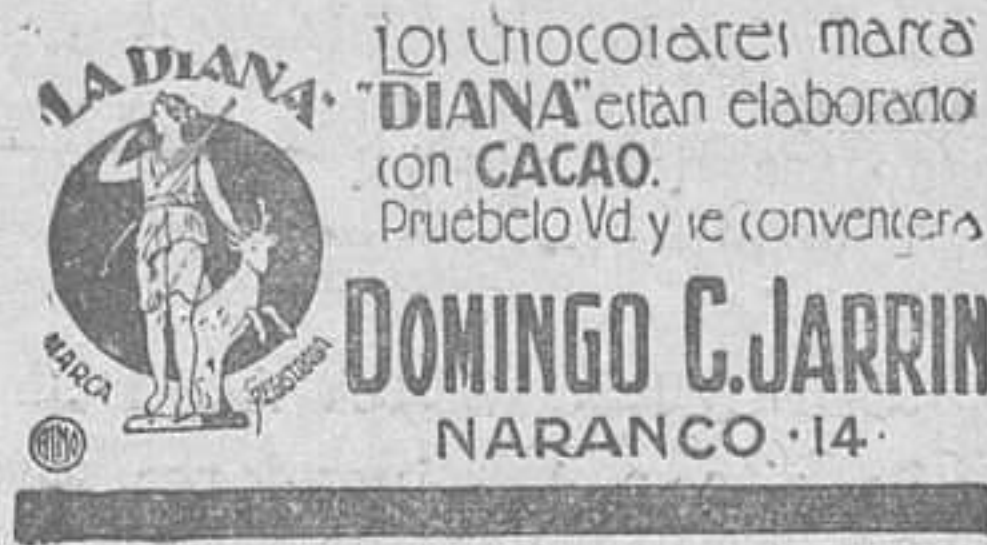 "LA DIANA"
MARCA REGISTRADA
Los Chocolates marca
"DIANA" están elaborados
con CACAO.
Pruébelo Vd. y se convencerá
DOMINGO C. JARRIN
NARANCO · 14 ·